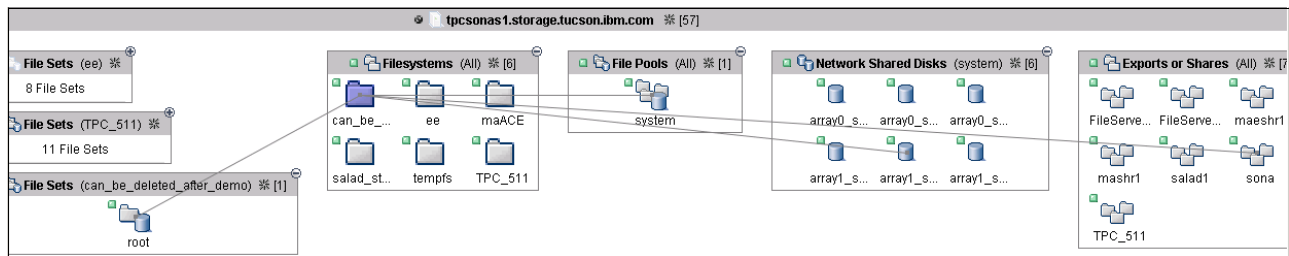 tpcsonas1.storage.tucson.ibm.com [57]
File Sets (ee)
8 File Sets
File Sets (TPC_511)
11 File Sets
File Sets (can_be_deleted_after_demo) [1]
root
Filesystems (All) [6]
can_be_... ee maACE
salad_st... tempfs TPC_511
File Pools (All) [1]
system
Network Shared Disks (system) [6]
array0_s... array0_s... array0_s...
array1_s... array1_s... array1_s...
Exports or Shares (All) [7
FileServe... FileServe... maeshr1
mashr1 salad1 sona
TPC_511